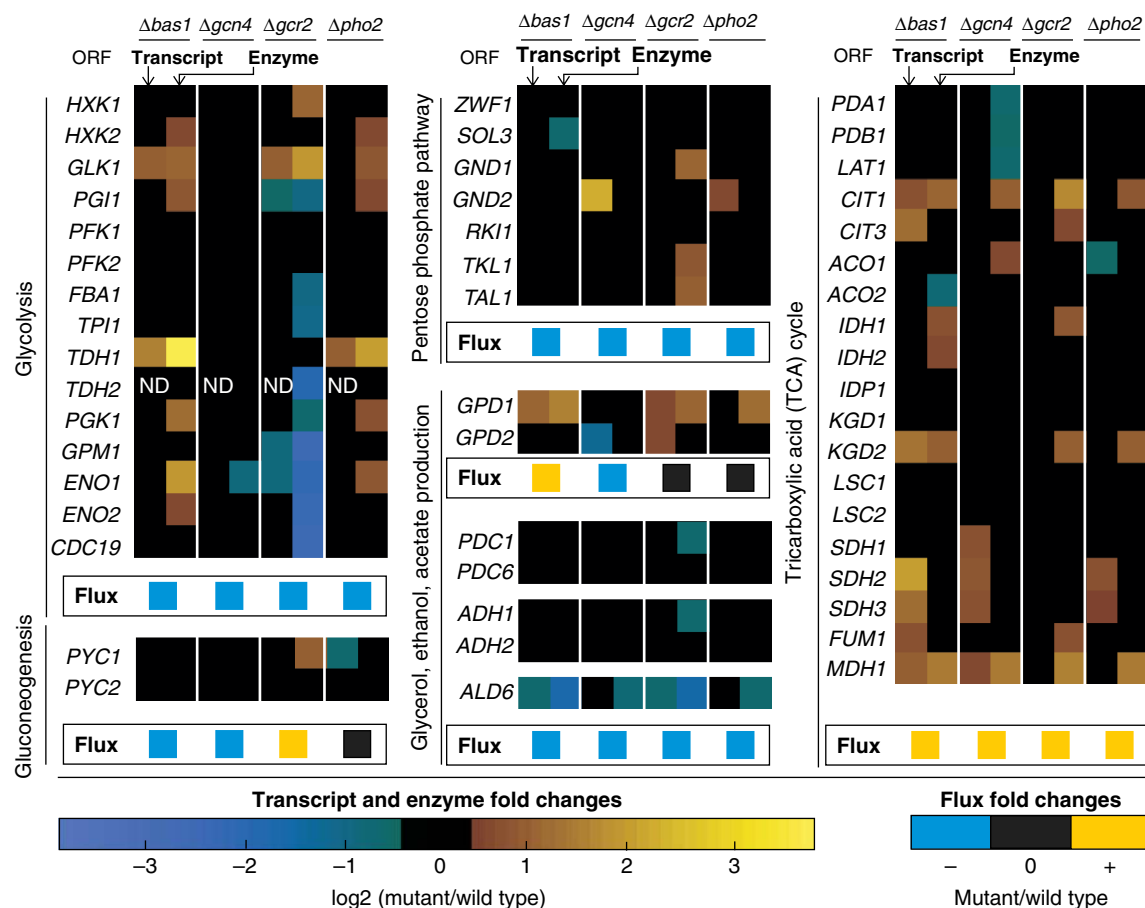 Δbas1 Δgcn4 Δgcr2 Δpho2
ORF Transcript Enzyme
Glycolysis
HXK1
HXK2
GLK1
PGI1
PFK1
PFK2
FBA1
TPI1
TDH1
TDH2 ND ND ND ND
PGK1
GPM1
ENO1
ENO2
CDC19
Flux
Gluconeogenesis
PYC1
PYC2
Flux
Δbas1 Δgcn4 Δgcr2 Δpho2
ORF Transcript Enzyme
Pentose phosphate pathway
ZWF1
SOL3
GND1
GND2
RKI1
TKL1
TAL1
Flux
Glycerol, ethanol, acetate production
GPD1
GPD2
Flux
PDC1
PDC6
ADH1
ADH2
ALD6
Flux
Δbas1 Δgcn4 Δgcr2 Δpho2
ORF Transcript Enzyme
Tricarboxylic acid (TCA) cycle
PDA1
PDB1
LAT1
CIT1
CIT3
ACO1
ACO2
IDH1
IDH2
IDP1
KGD1
KGD2
LSC1
LSC2
SDH1
SDH2
SDH3
FUM1
MDH1
Flux
Transcript and enzyme fold changes
−3 −2 −1 0 1 2 3
log2 (mutant/wild type)
Flux fold changes
− 0 +
Mutant/wild type